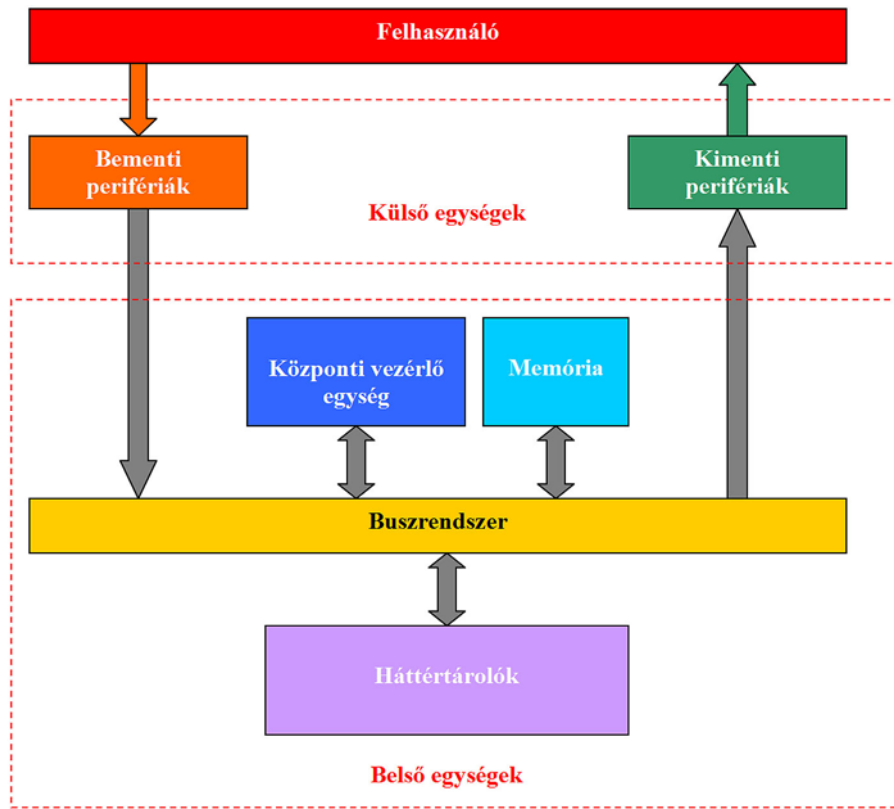 Felhasználó
Bementi
perifériák
Kimenti
perifériák
Külső egységek
Központi vezérlő
egység
Memória
Buszrendszer
Háttértárolók
Belső egységek